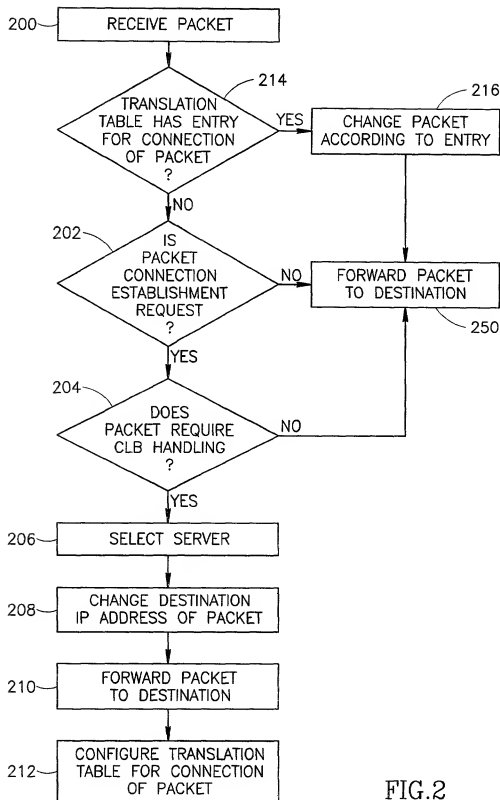 200
RECEIVE PACKET
214
TRANSLATION
TABLE HAS ENTRY
FOR CONNECTION
OF PACKET
?
YES
216
CHANGE PACKET
ACCORDING TO ENTRY
NO
202
IS
PACKET
CONNECTION
ESTABLISHMENT
REQUEST
?
NO
FORWARD PACKET
TO DESTINATION
250
YES
204
DOES
PACKET REQUIRE
CLB HANDLING
?
NO
YES
206
SELECT SERVER
208
CHANGE DESTINATION
IP ADDRESS OF PACKET
210
FORWARD PACKET
TO DESTINATION
212
CONFIGURE TRANSLATION
TABLE FOR CONNECTION
OF PACKET
FIG.2